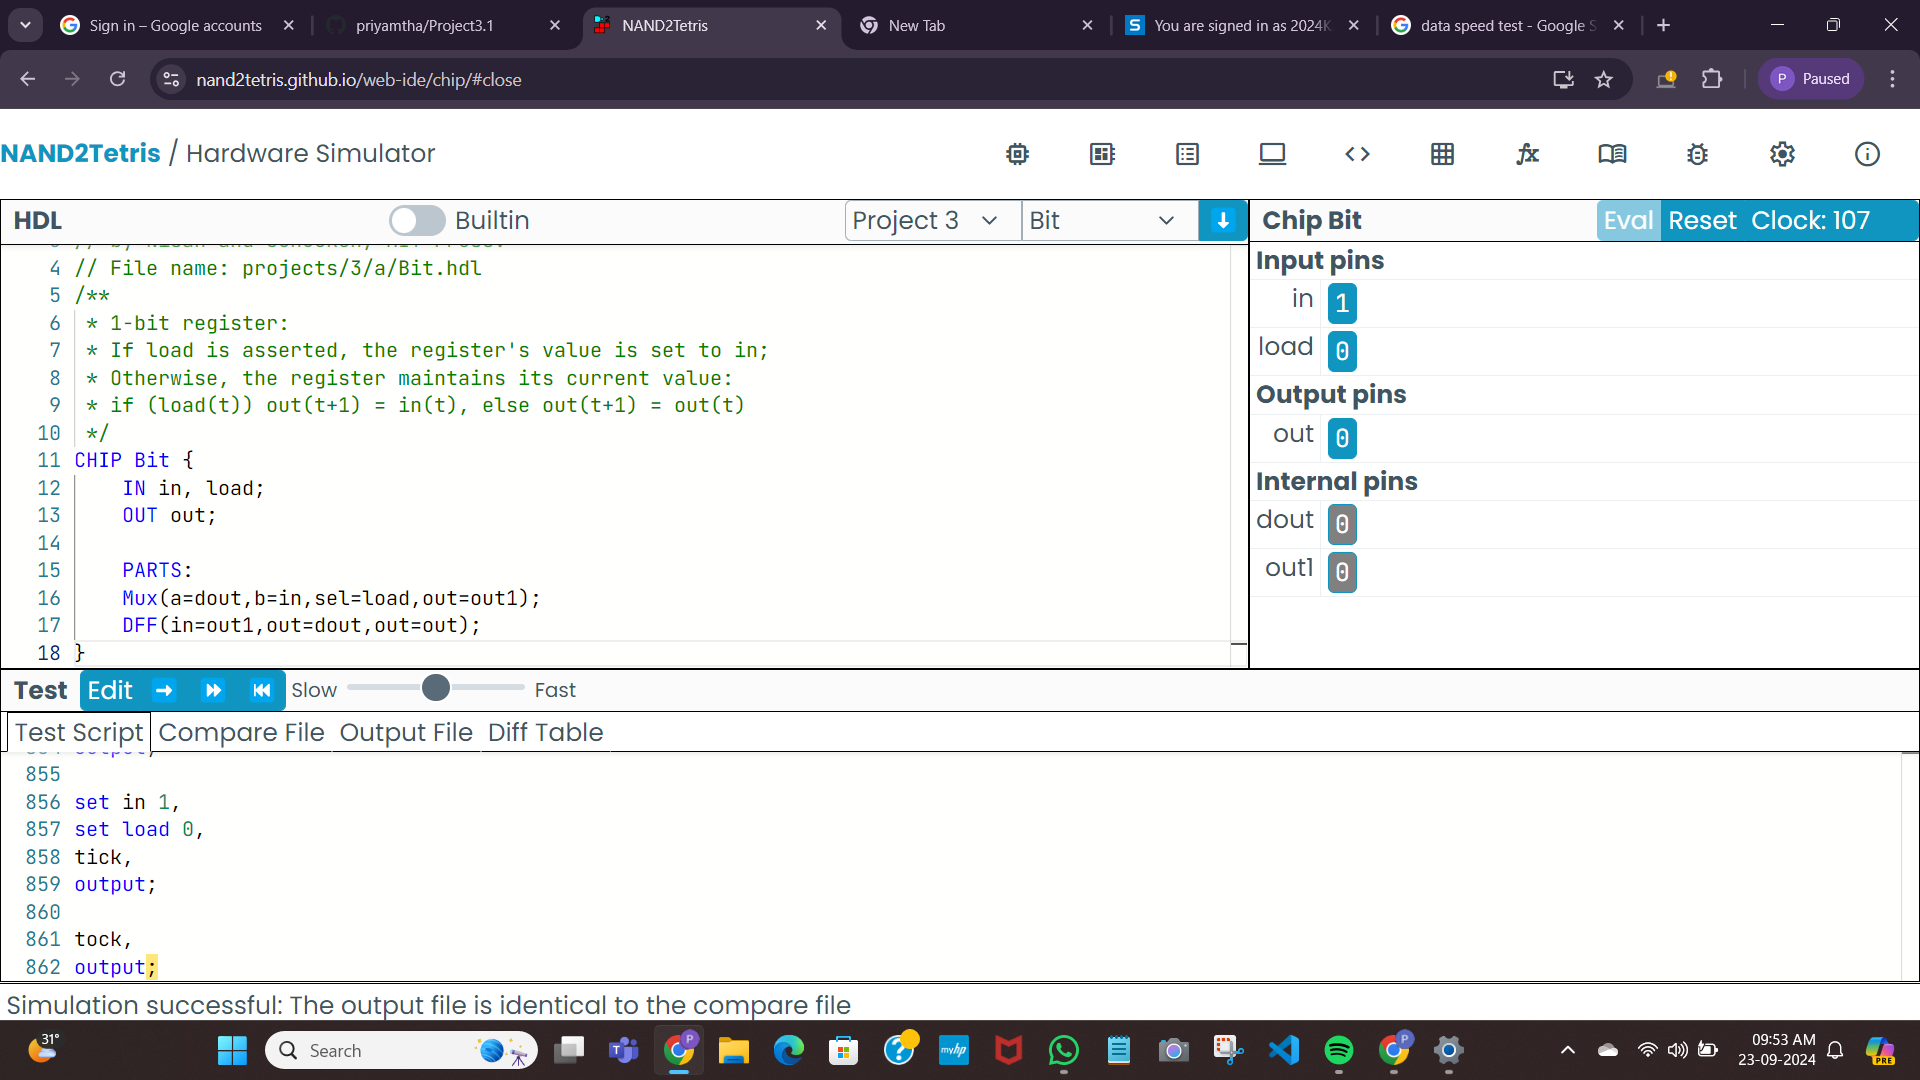 Sign in – Google accounts
priyamtha/Project3.1
NAND2Tetris
New Tab
You are signed in as 2024K
data speed test - Google S
nand2tetris.github.io/web-ide/chip/#close
P Paused
NAND2Tetris / Hardware Simulator
HDL
Builtin
Project 3
Bit
Chip Bit
Eval Reset Clock: 107
4 // File name: projects/3/a/Bit.hdl
5 /**
6 * 1-bit register:
7 * If load is asserted, the register's value is set to in;
8 * Otherwise, the register maintains its current value:
9 * if (load(t)) out(t+1) = in(t), else out(t+1) = out(t)
10 */
11 CHIP Bit {
12 IN in, load;
13 OUT out;
14
15 PARTS:
16 Mux(a=dout,b=in,sel=load,out=out1);
17 DFF(in=out1,out=dout,out=out);
18 }
Input pins
in 1
load 0
Output pins
out 0
Internal pins
dout 0
out1 0
Test Edit
Slow
Fast
Test Script Compare File Output File Diff Table
855
856 set in 1,
857 set load 0,
858 tick,
859 output;
860
861 tock,
862 output;
Simulation successful: The output file is identical to the compare file
31°
Search
myhp
PRE
09:53 AM
23-09-2024